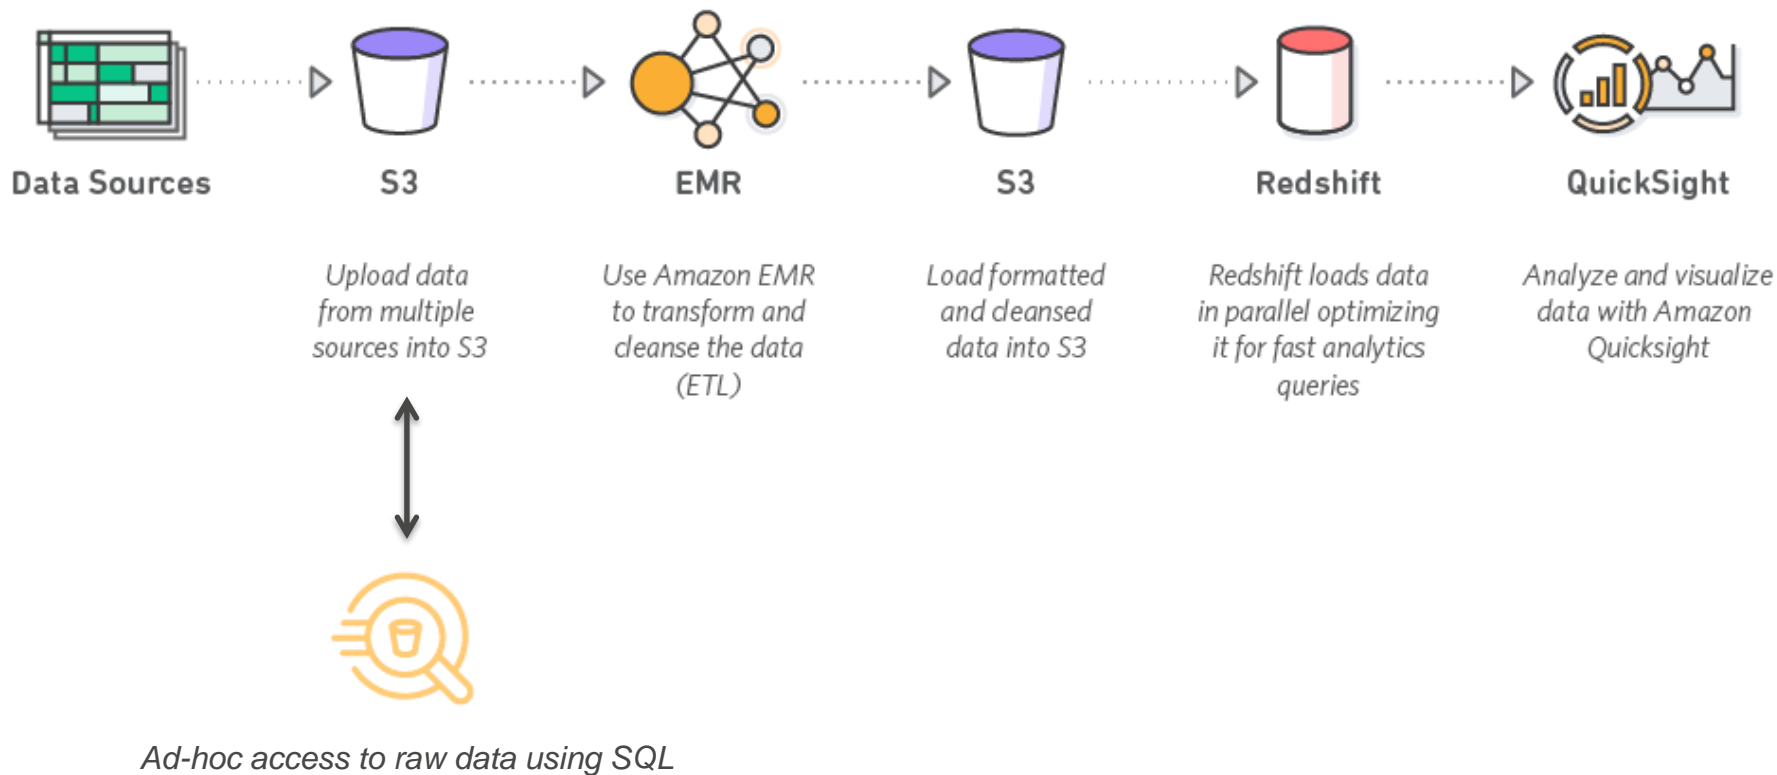 Data Sources
S3
EMR
S3
Redshift
QuickSight
Upload data
from multiple
sources into S3
Use Amazon EMR
to transform and
cleanse the data
(ETL)
Load formatted
and cleansed
data into S3
Redshift loads data
in parallel optimizing
it for fast analytics
queries
Analyze and visualize
data with Amazon
Quicksight
Ad-hoc access to raw data using SQL